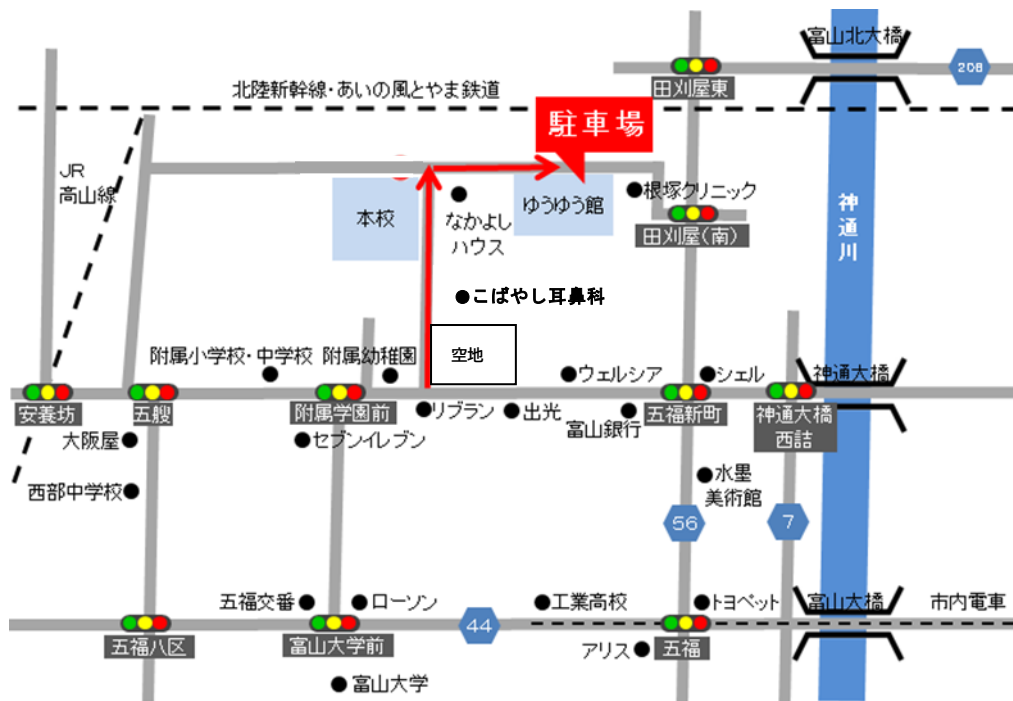 富山北大橋
208
田刈屋東
北陸新幹線・あいの風とやま鉄道
駐車場
JR
高山線
本校
なかよし
ハウス
ゆうゆう館
●根塚クリニック
田刈屋(南)
神通川
●こばやし耳鼻科
空地
附属小学校・中学校
附属幼稚園
ウェルシア
シェル
神通大橋
安養坊
五艘
附属学園前
リブラン
出光
富山銀行
五福新町
神通大橋
西詰
大阪屋
セブンイレブン
西部中学校
水墨
美術館
56
7
五福交番
ローソン
工業高校
トヨペット
富山大橋
市内電車
五福八区
富山大学前
44
アリス
五福
富山大学